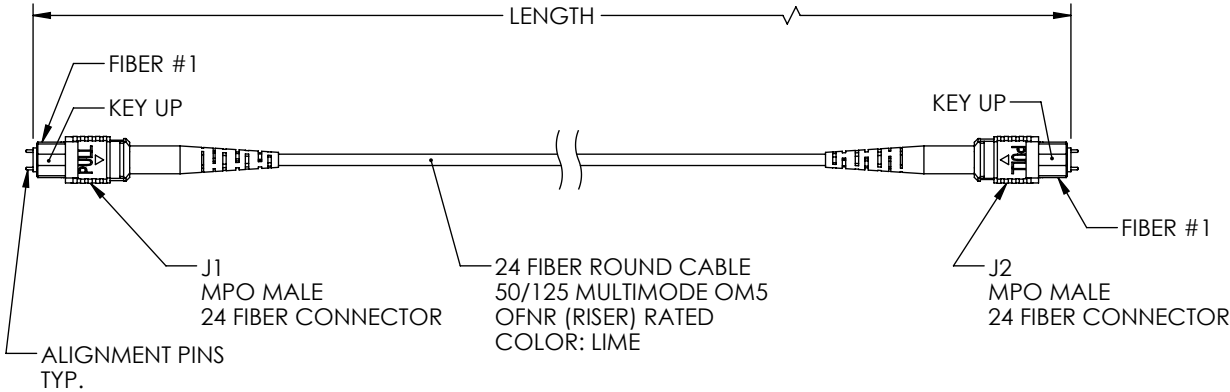 LENGTH
FIBER #1
KEY UP
KEY UP
PULL
PULL
FIBER #1
J1
MPO MALE
24 FIBER CONNECTOR
24 FIBER ROUND CABLE
50/125 MULTIMODE OM5
OFNR (RISER) RATED
COLOR: LIME
J2
MPO MALE
24 FIBER CONNECTOR
ALIGNMENT PINS
TYP.